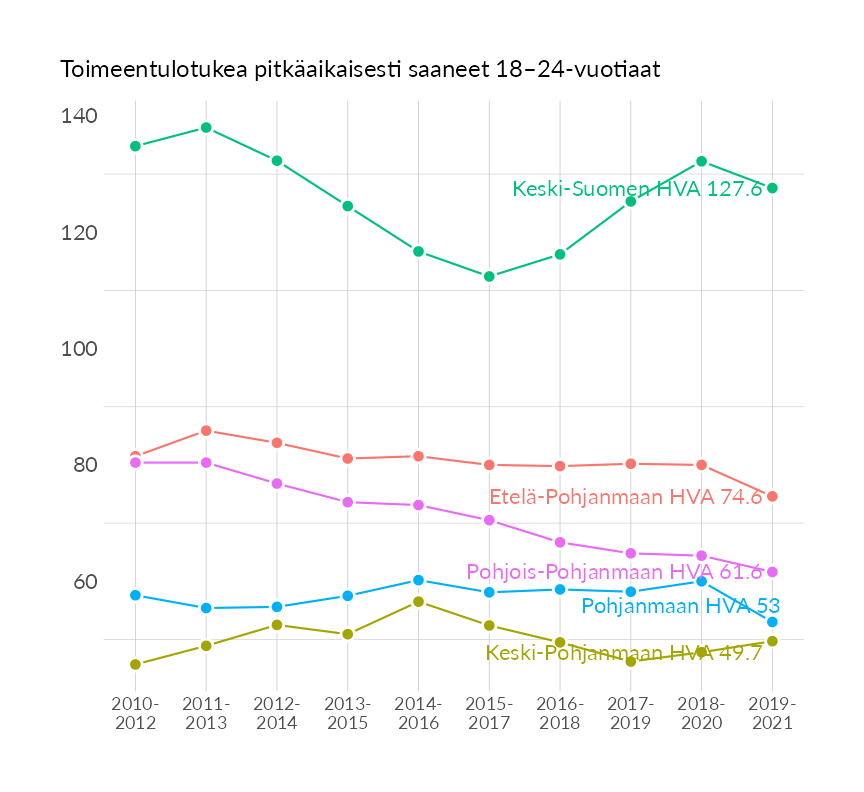 Toimeentulotukea pitkäaikaisesti saaneet 18–24-vuotiaat
140
120
100
80
60
Keski-Suomen HVA 127.6
Etelä-Pohjanmaan HVA 74.6
Pohjois-Pohjanmaan HVA 61.6
Pohjanmaan HVA 53
Keski-Pohjanmaan HVA 49.7
2010- 2011- 2012- 2013- 2014- 2015- 2016- 2017- 2018- 2019-
2012 2013 2014 2015 2016 2017 2018 2019 2020 2021